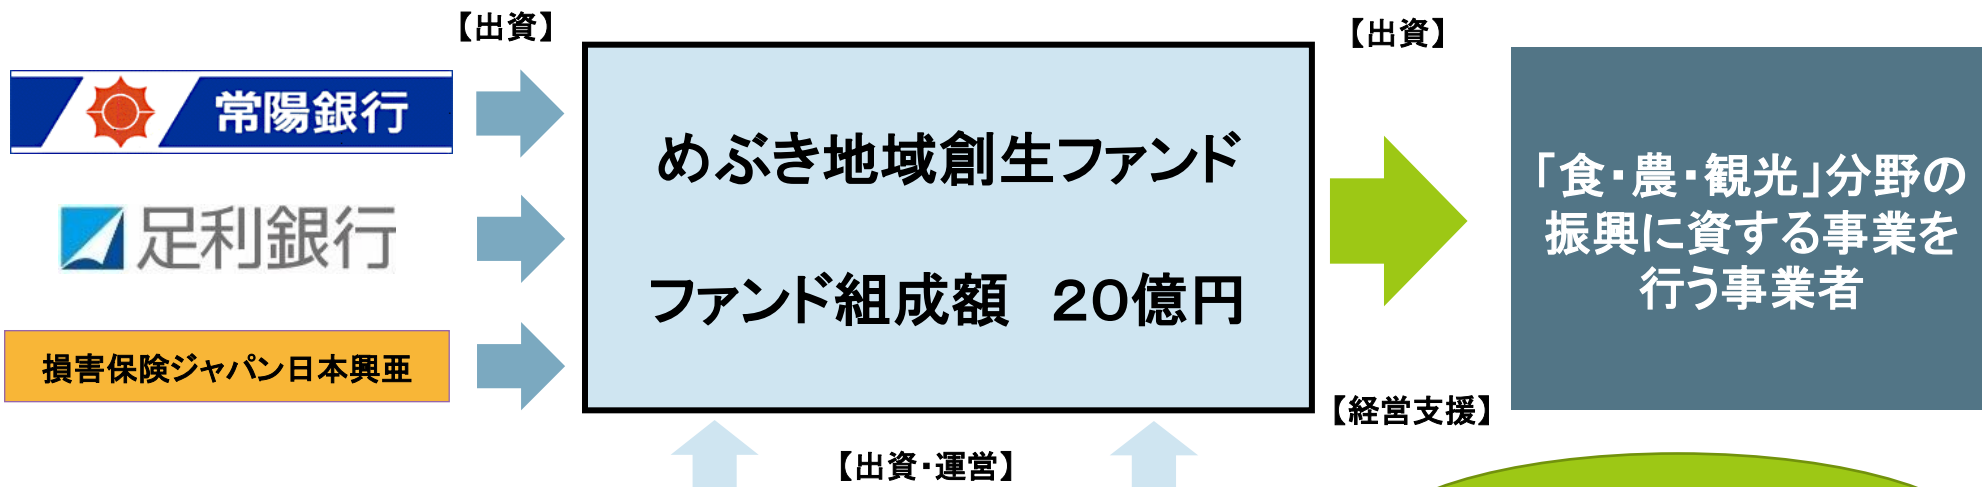 【出資】
【出資】
常陽銀行
足利銀行
損害保険ジャパン日本興亜
めぶき地域創生ファンド
ファンド組成額　２０億円
「食・農・観光」分野の
振興に資する事業を
行う事業者
【経営支援】
【出資・運営】